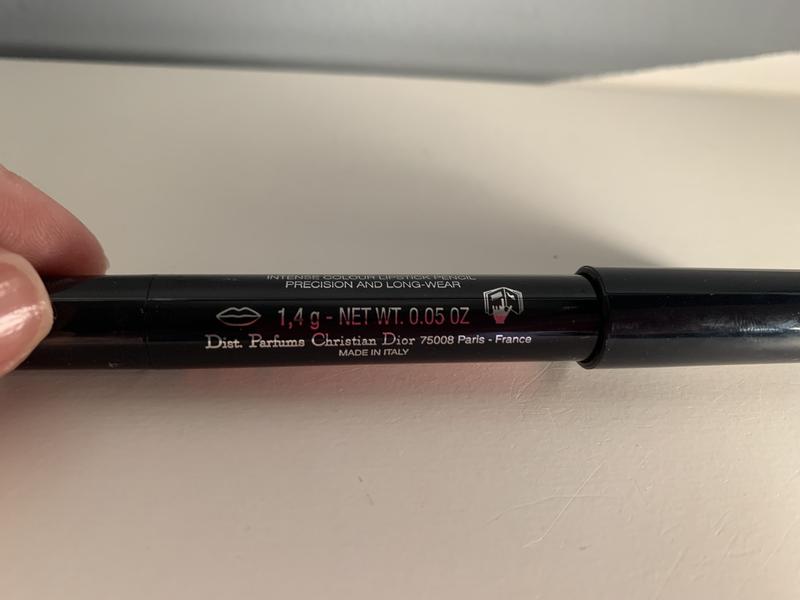 INTENSE COLOUR LIPSTICK PENCIL
PRECISION AND LONG-WEAR
1,4 g - NET WT. 0.05 OZ
Dist. Parfums Christian Dior 75008 Paris - France
MADE IN ITALY